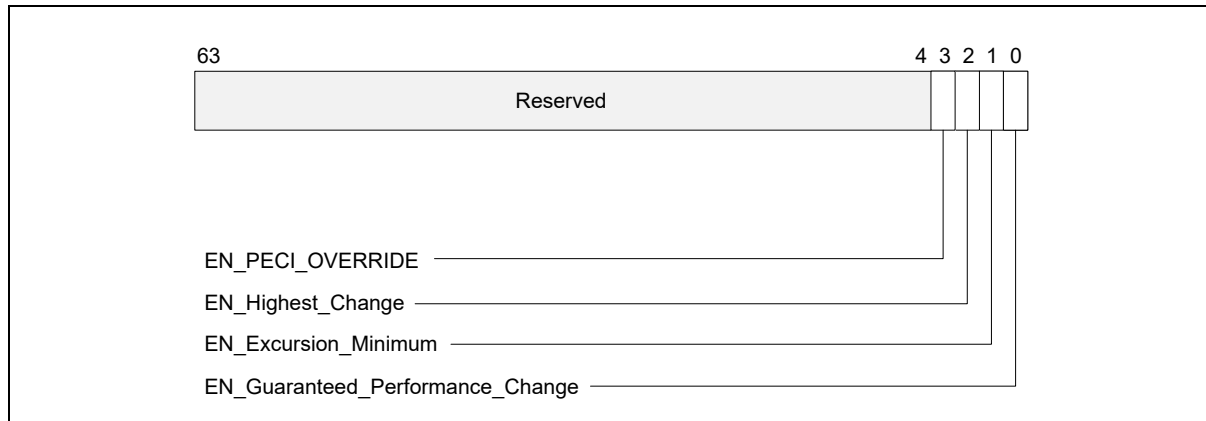 63 4 3 2 1 0
Reserved
EN_PECI_OVERRIDE
EN_Highest_Change
EN_Excursion_Minimum
EN_Guaranteed_Performance_Change